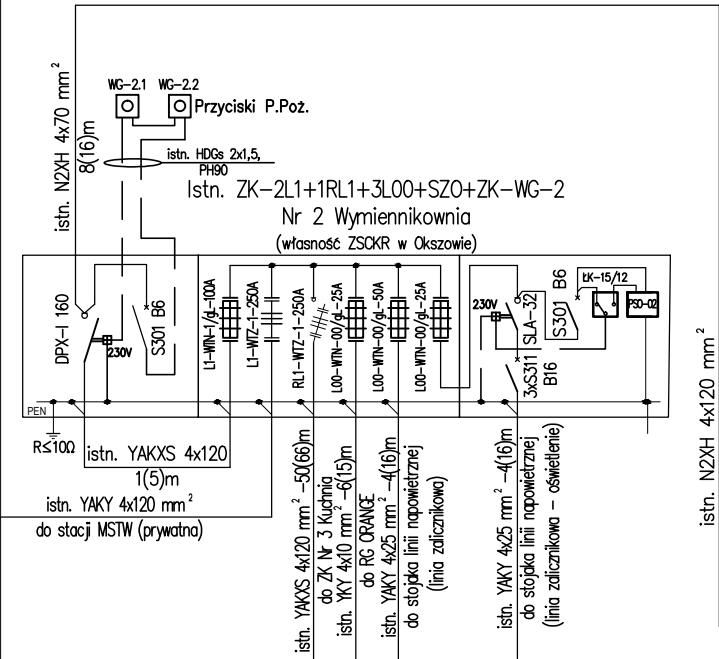 istn. N2XH 4x70 mm²
8(16)m
WG-2.1
WG-2.2
Przyciski P.Poż.
istn. HDGs 2x1,5,
PH90
Istn. ZK-2L1+1RL1+3L00+SZO+ZK-WG-2
Nr 2 Wymiennikownia
(własność ZSCKR w Okszowie)
DPX-I 160
230V
S301 B6
L1-WTN-1/gL-100A
L1-WTZ-1-250A
RL1-WTZ-1-250A
L00-WTN-00/gL-25A
L00-WTN-00/gL-50A
L00-WTN-00/gL-25A
230V
SLA-32
3xS311
B16
S301 B6
ŁK-15/12
PSO-02
PEN
R≤10Ω
istn. YAKXS 4x120
1(5)m
istn. YAKY 4x120 mm²
do stacji MSTW (prywatna)
istn. YAKXS 4x120 mm² -50(66)m
do ZK Nr 3 Kuchnia
istn. YKY 4x10 mm² -6(15)m
do RG ORANGE
istn. YAKY 4x25 mm² -4(16)m
do stojaka linii napowietrznej
(linia zalicznikowa)
istn. YAKY 4x25 mm² -4(16)m
do stojaka linii napowietrznej
(linia zalicznikowa - oświetlenie)
istn. N2XH 4x120 mm²